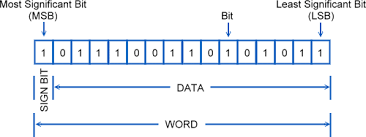 Most Significant Bit
(MSB)
Bit
Least Significant Bit
(LSB)
1 0 1 1 1 0 0 1 1 0 1 0 1 0 1 1
SIGN BIT
DATA
WORD